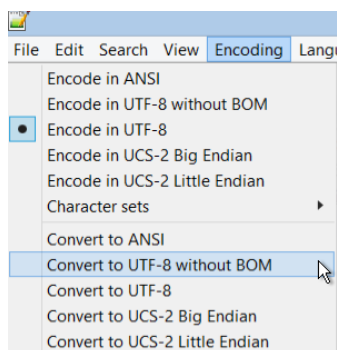 File Edit Search View Encoding Langu
Encode in ANSI
Encode in UTF-8 without BOM
Encode in UTF-8
Encode in UCS-2 Big Endian
Encode in UCS-2 Little Endian
Character sets
Convert to ANSI
Convert to UTF-8 without BOM
Convert to UTF-8
Convert to UCS-2 Big Endian
Convert to UCS-2 Little Endian